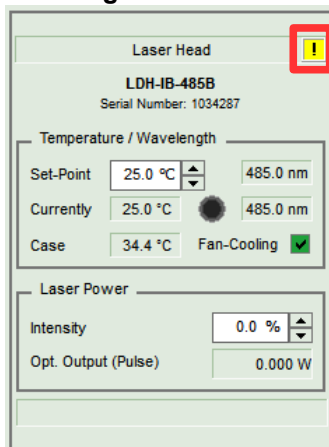 Laser Head !
LDH-IB-485B
Serial Number: 1034287
Temperature / Wavelength
Set-Point 25.0 ºC 485.0 nm
Currently 25.0 °C 485.0 nm
Case 34.4 °C Fan-Cooling
Laser Power
Intensity 0.0 %
Opt. Output (Pulse) 0.000 W